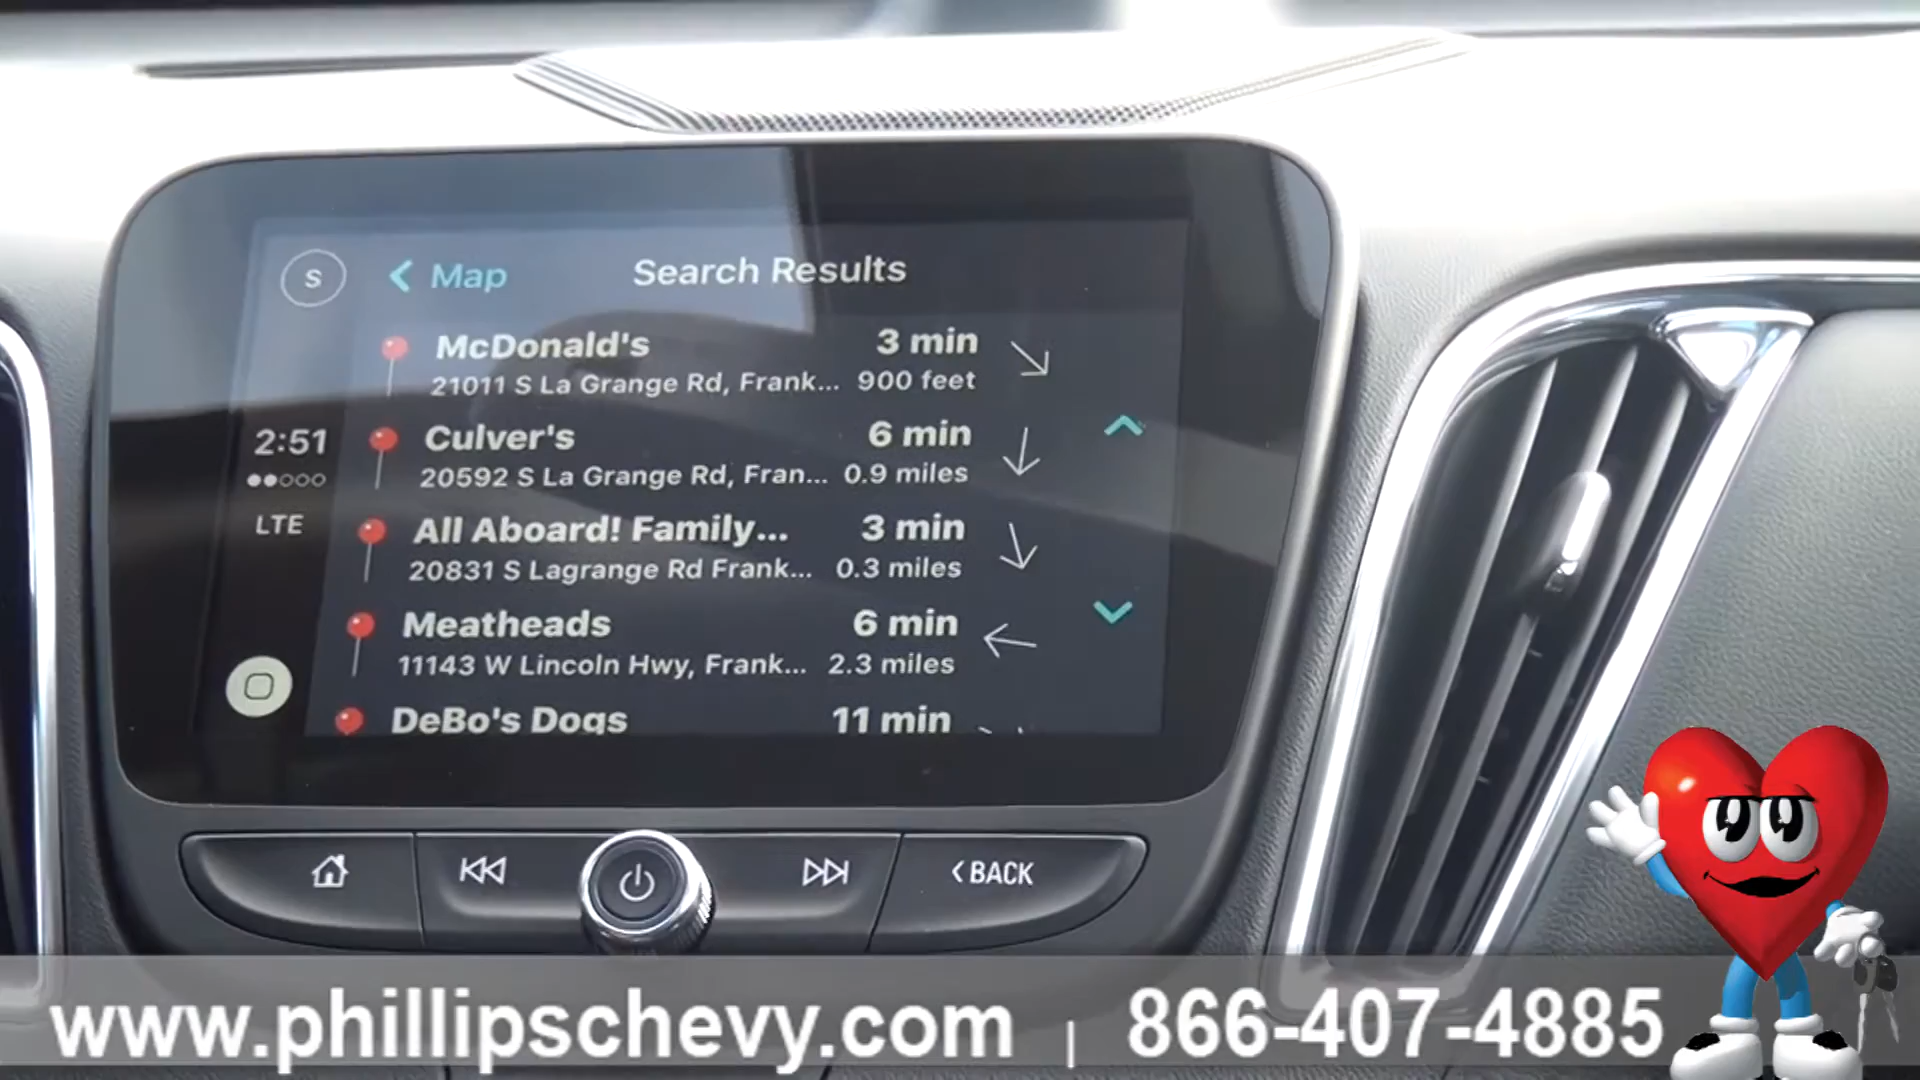 S
Map
Search Results
McDonald's 3 min
21011 S La Grange Rd, Frank... 900 feet
2:51
Culver's 6 min
20592 S La Grange Rd, Fran... 0.9 miles
LTE
All Aboard! Family... 3 min
20831 S Lagrange Rd Frank... 0.3 miles
Meatheads 6 min
11143 W Lincoln Hwy, Frank... 2.3 miles
DeBo's Dogs 11 min
BACK
www.phillipschevy.com | 866-407-4885